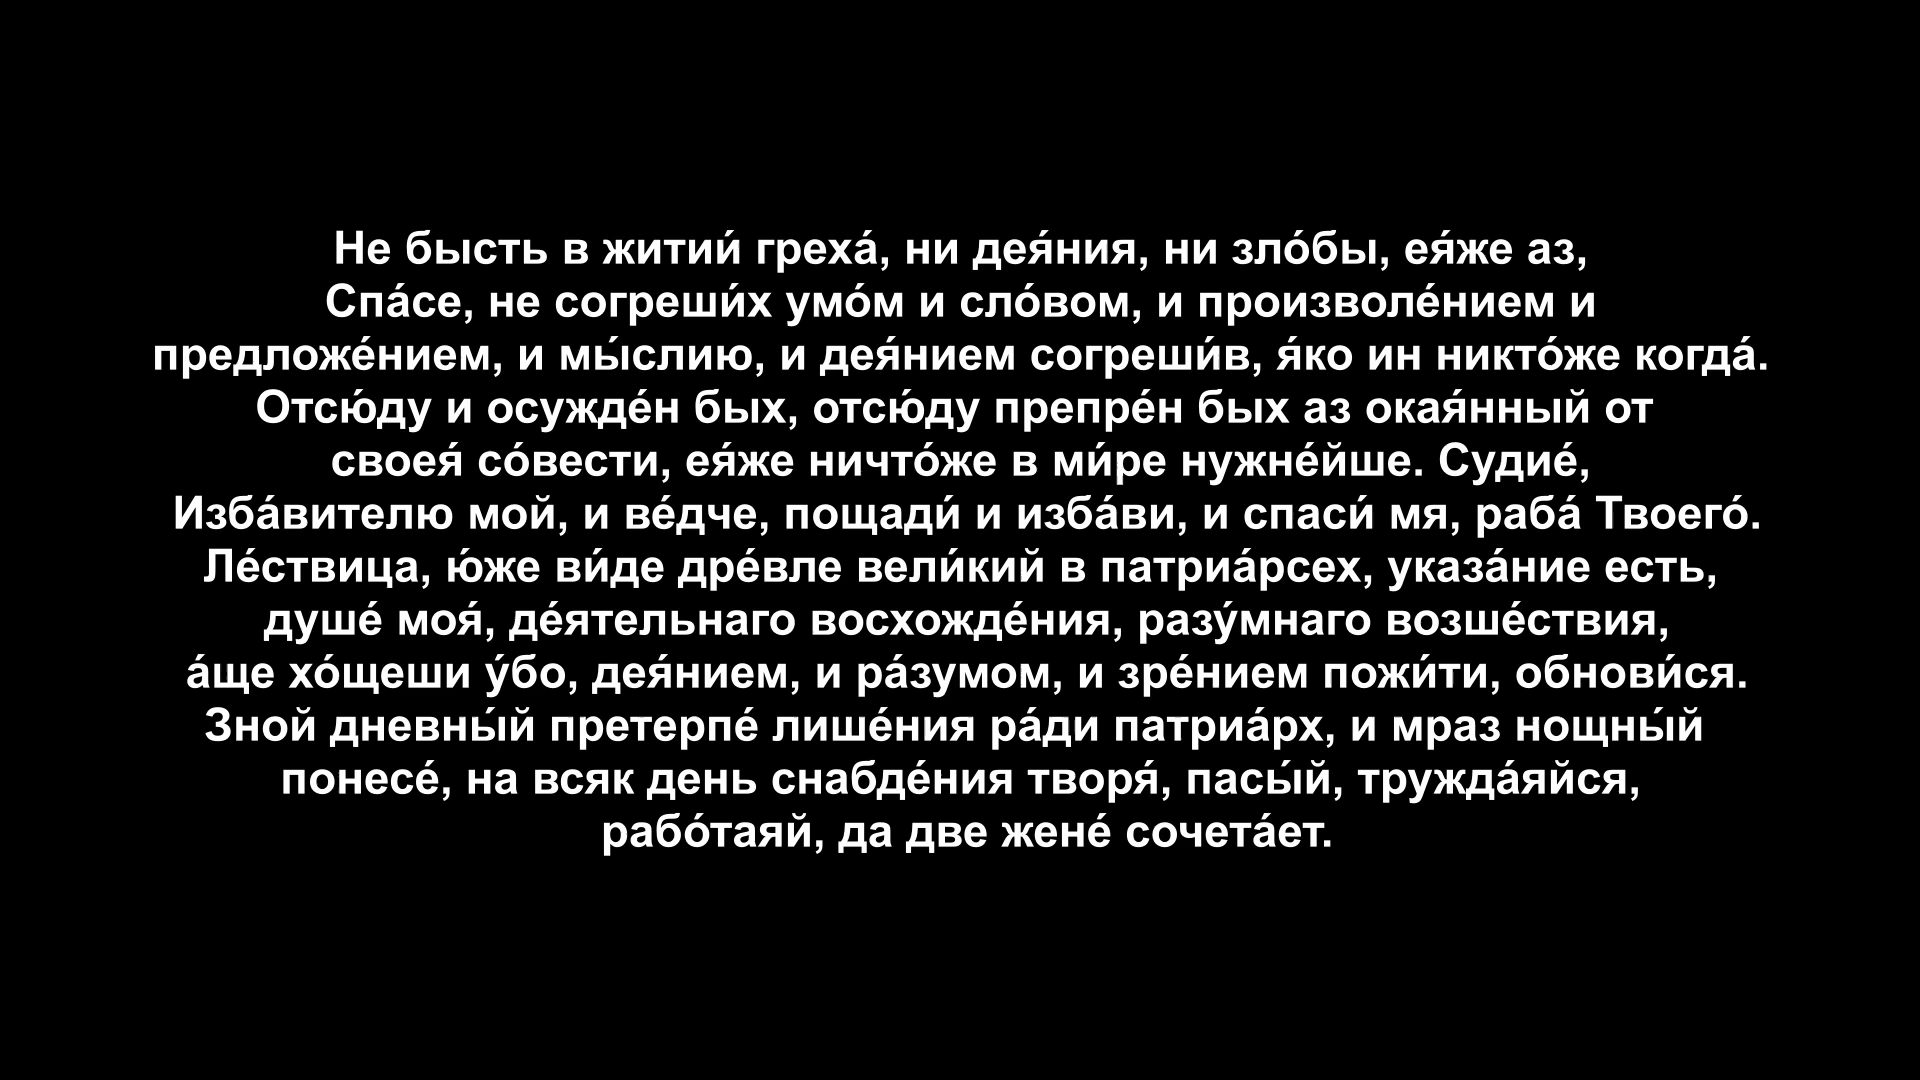 Не бысть в житии́ греха́, ни дея́ния, ни зло́бы, ея́же аз,
Спа́се, не согреши́х умо́м и сло́вом, и произволе́нием и
предложе́нием, и мы́слию, и дея́нием согреши́в, я́ко ин никто́же когда́.
Отсю́ду и осужде́н бых, отсю́ду препре́н бых аз окая́нный от
своея́ со́вести, ея́же ничто́же в ми́ре нужне́йше. Судие́,
Изба́вителю мой, и ве́дче, пощади́ и изба́ви, и спаси́ мя, раба́ Твоего́.
Ле́ствица, ю́же ви́де дре́вле вели́кий в патриа́рсех, указа́ние есть,
душе́ моя́, де́ятельнаго восхожде́ния, разу́мнаго возше́ствия,
а́ще хо́щеши у́бо, дея́нием, и ра́зумом, и зре́нием пожи́ти, обнови́ся.
Зной дневны́й претерпе́ лише́ния ра́ди патриа́рх, и мраз нощны́й
понесе́, на всяк день снабде́ния творя́, пасы́й, тружда́яйся,
рабо́таяй, да две жене́ сочета́ет.